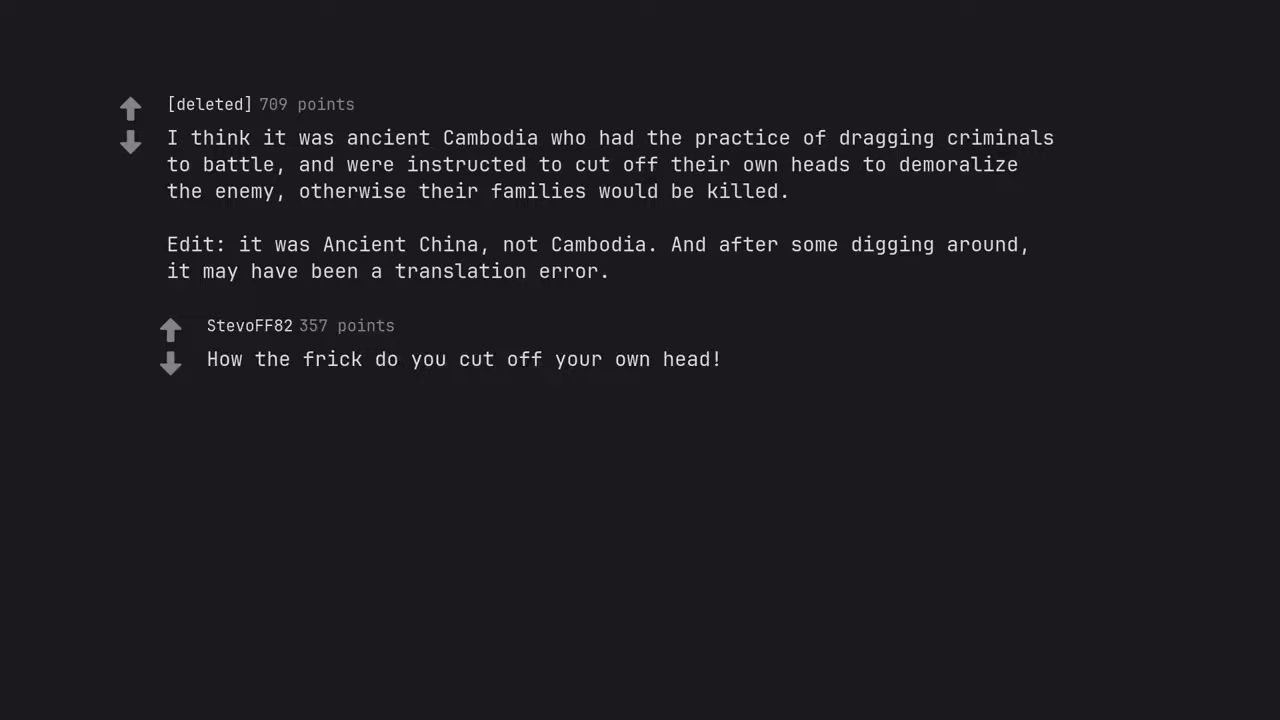 [deleted] 709 points
I think it was ancient Cambodia who had the practice of dragging criminals
to battle, and were instructed to cut off their own heads to demoralize
the enemy, otherwise their families would be killed.
Edit: it was Ancient China, not Cambodia. And after some digging around,
it may have been a translation error.
StevoFF82 357 points
How the frick do you cut off your own head!